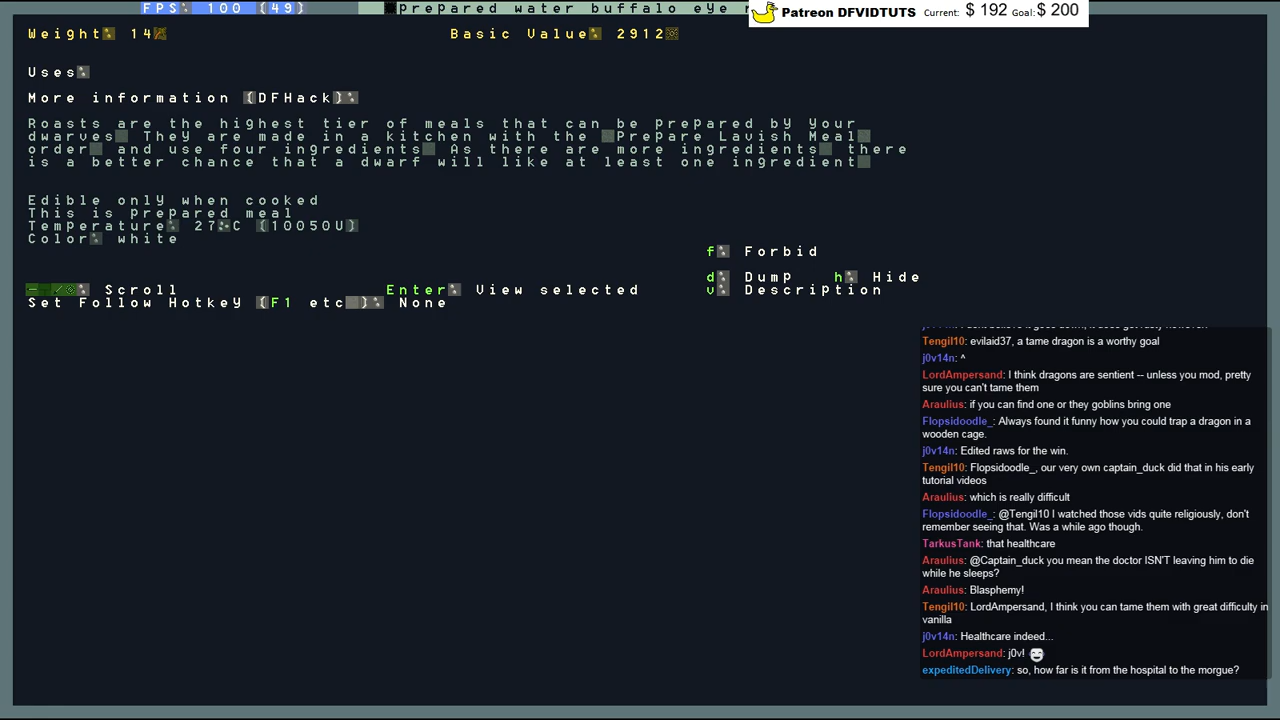 FPS: 100 (49)
prepared water buffalo eye
Patreon DFVIDTUTS Current: $ 192 Goal: $ 200
Weight: 14
Basic Value: 2912
Uses:
More information (DFHack):
Roasts are the highest tier of meals that can be prepared by your
dwarves. They are made in a kitchen with the "Prepare Lavish Meal"
order, and use four ingredients. As there are more ingredients, there
is a better chance that a dwarf will like at least one ingredient.
Edible only when cooked
This is prepared meal
Temperature: 27°C (10050U)
Color: white
f: Forbid
d: Dump h: Hide
v: Description
Scroll
Enter: View selected
Set Follow Hotkey (F1 etc.): None
Tengil10: evilaid37, a tame dragon is a worthy goal
j0v14n: ^
LordAmpersand: I think dragons are sentient -- unless you mod, pretty
sure you can't tame them
Araulius: if you can find one or they goblins bring one
Flopsidoodle_: Always found it funny how you could trap a dragon in a
wooden cage.
j0v14n: Edited raws for the win.
Tengil10: Flopsidoodle_, our very own captain_duck did that in his early
tutorial videos
Araulius: which is really difficult
Flopsidoodle_: @Tengil10 I watched those vids quite religiously, don't
remember seeing that. Was a while ago though.
TarkusTank: that healthcare
Araulius: @Captain_duck you mean the doctor ISN'T leaving him to die
while he sleeps?
Araulius: Blasphemy!
Tengil10: LordAmpersand, I think you can tame them with great difficulty in
vanilla
j0v14n: Healthcare indeed...
LordAmpersand: j0v!
expeditedDelivery: so, how far is it from the hospital to the morgue?